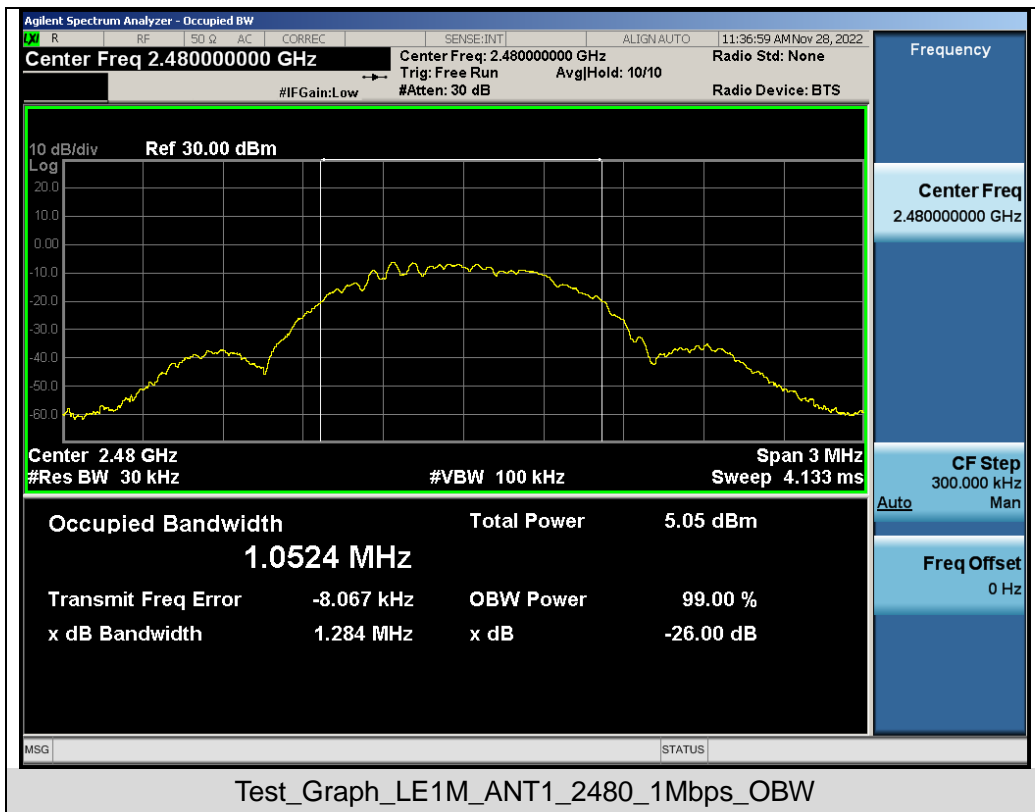 Agilent Spectrum Analyzer - Occupied BW
LXI R RF 50 Ω AC CORREC SENSE:INT ALIGN AUTO 11:36:59 AM Nov 28, 2022
Center Freq 2.480000000 GHz
Center Freq: 2.480000000 GHz
Radio Std: None
Trig: Free Run Avg|Hold: 10/10
#IFGain:Low #Atten: 30 dB Radio Device: BTS
10 dB/div Ref 30.00 dBm
Log
20.0
10.0
0.00
-10.0
-20.0
-30.0
-40.0
-50.0
-60.0
Center 2.48 GHz Span 3 MHz
#Res BW 30 kHz #VBW 100 kHz Sweep 4.133 ms
Occupied Bandwidth Total Power 5.05 dBm
1.0524 MHz
Transmit Freq Error -8.067 kHz OBW Power 99.00 %
x dB Bandwidth 1.284 MHz x dB -26.00 dB
Frequency
Center Freq
2.480000000 GHz
CF Step
300.000 kHz
Auto Man
Freq Offset
0 Hz
MSG STATUS
Test_Graph_LE1M_ANT1_2480_1Mbps_OBW